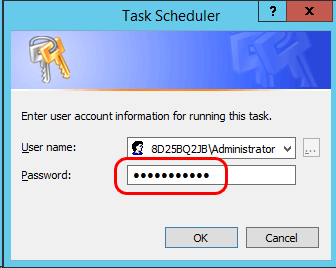 Task Scheduler
? x
Enter user account information for running this task.
User name: 8D25BQ2JB\Administrator ...
Password: ●●●●●●●●●●●
OK Cancel